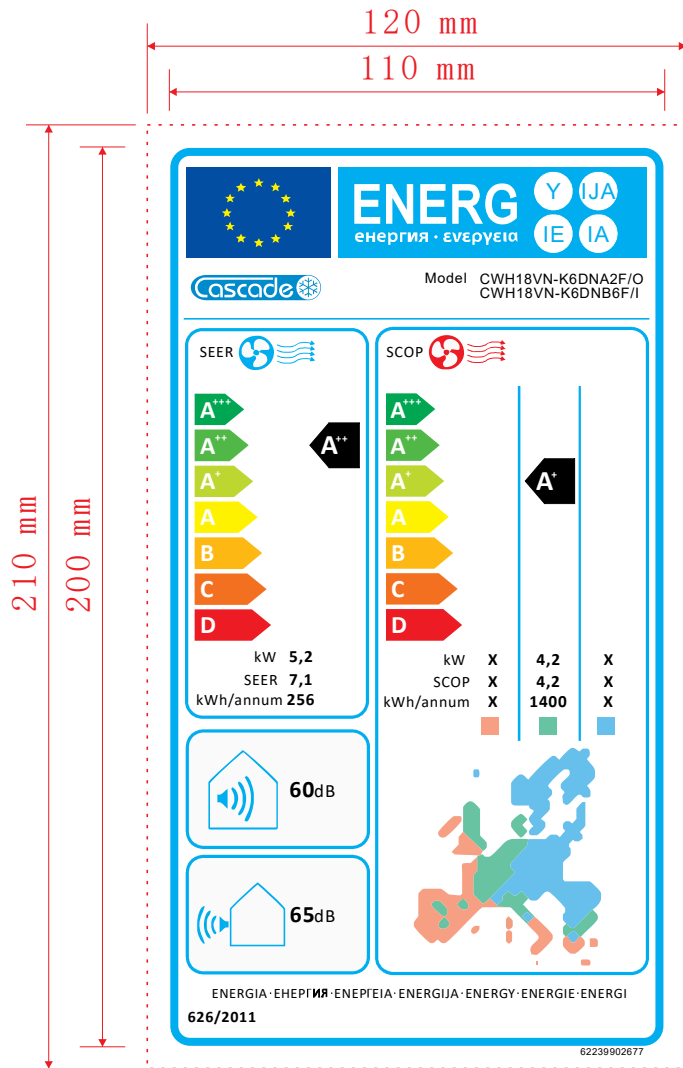 120 mm
110 mm
210 mm
200 mm
ENERG
енергия · ενεργεια
Y IJA
IE IA
Cascade
Model CWH18VN-K6DNA2F/O
CWH18VN-K6DNB6F/I
SEER
A+++
A++
A+
A
B
C
D
A++
kW 5,2
SEER 7,1
kWh/annum 256
SCOP
A+++
A++
A+
A
B
C
D
A+
kW X 4,2 X
SCOP X 4,2 X
kWh/annum X 1400 X
60dB
65dB
ENERGIA·ЕНЕРГИЯ·ΕΝΕΡΓΕΙΑ·ENERGIJA·ENERGY·ENERGIE·ENERGI
626/2011
62239902677